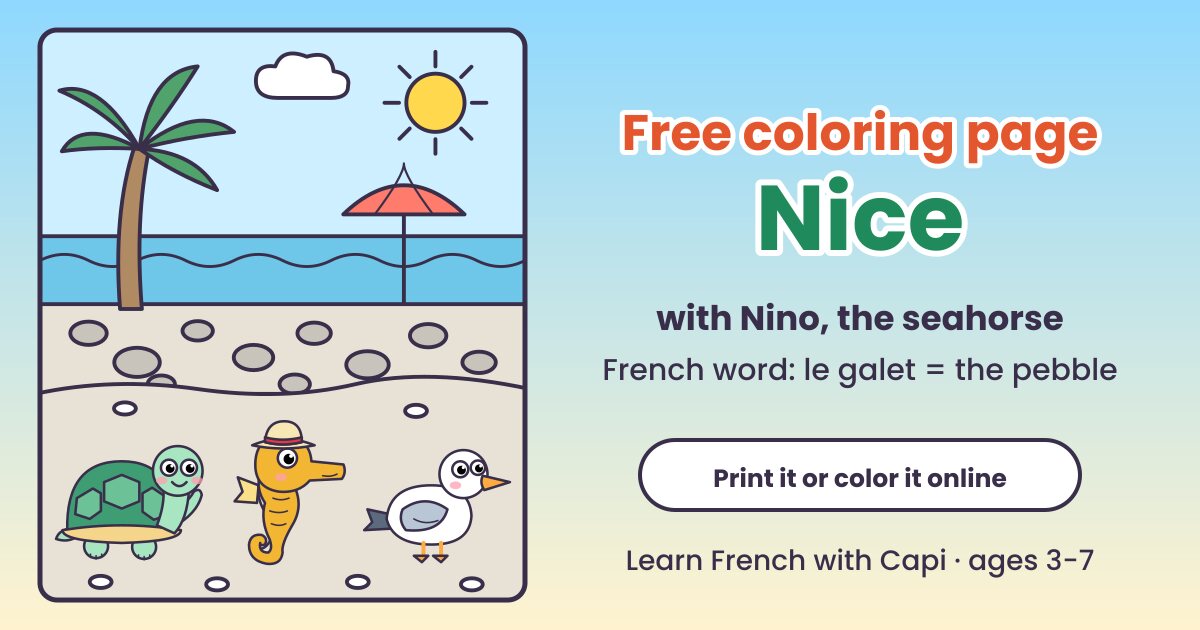 Free coloring page
Nice
with Nino, the seahorse
French word: le galet = the pebble
Print it or color it online
Learn French with Capi · ages 3-7